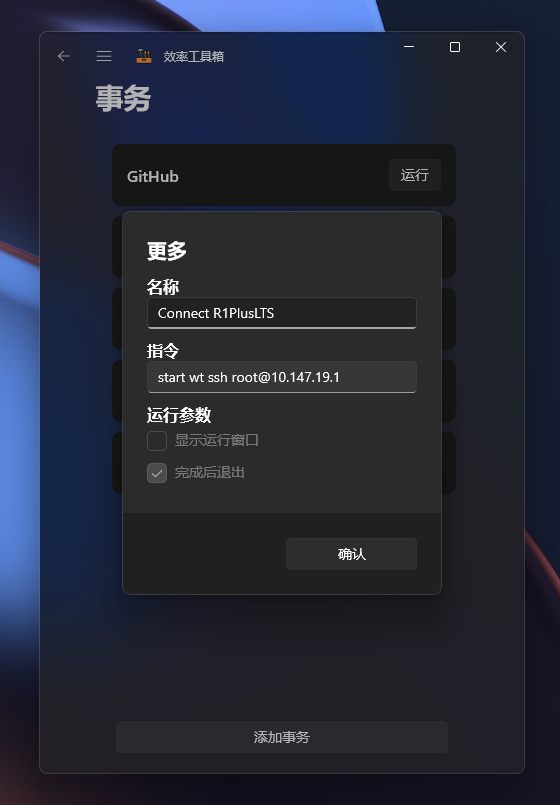 效率工具箱
事务
GitHub
运行
更多
名称
Connect R1PlusLTS
指令
start wt ssh root@10.147.19.1
运行参数
显示运行窗口
完成后退出
确认
添加事务